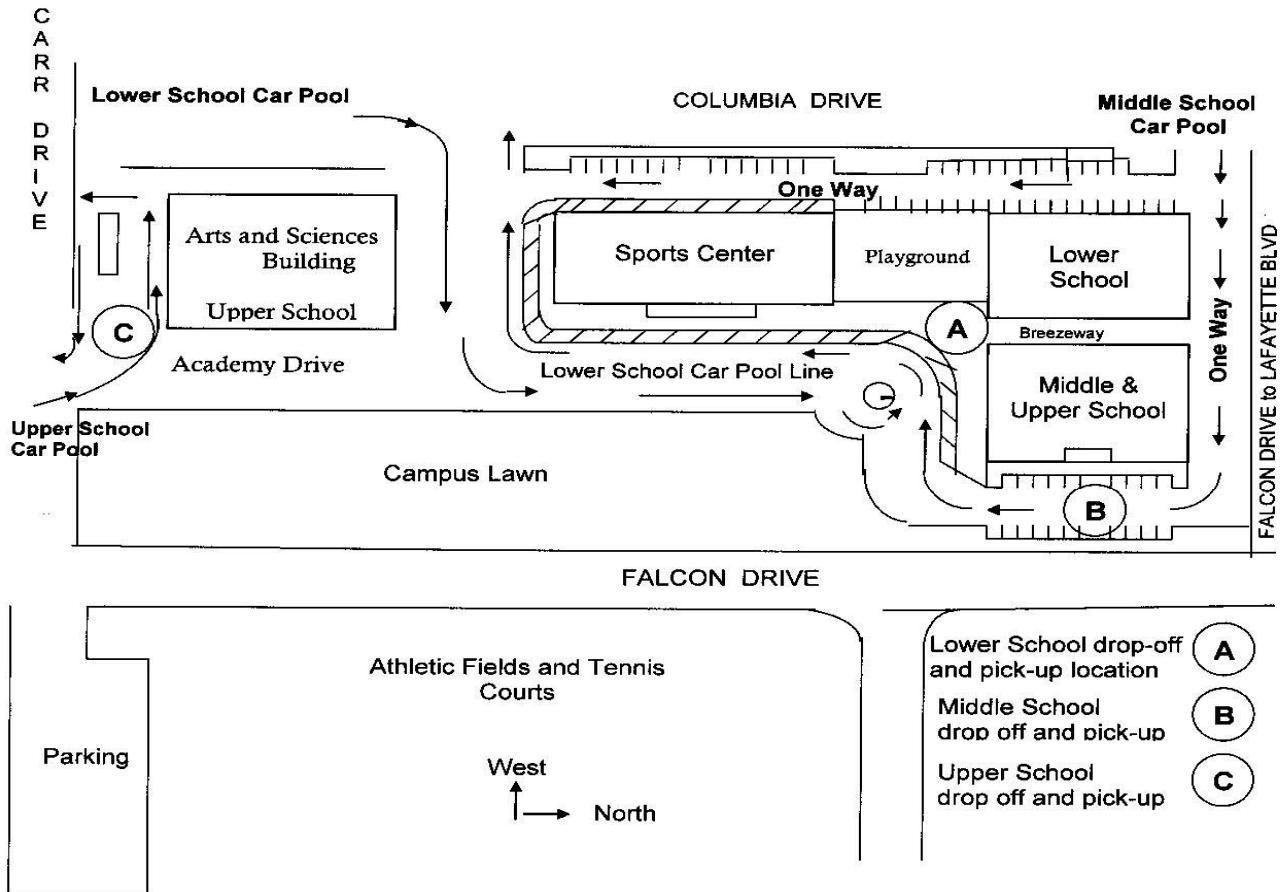 CARR DRIVE
Lower School Car Pool
COLUMBIA DRIVE
Middle School
Car Pool
One Way
Arts and Sciences
Building
Upper School
Sports Center
Playground
Lower
School
One Way
FALCON DRIVE to LAFAYETTE BLVD
C
A
Breezeway
Academy Drive
Lower School Car Pool Line
Middle &
Upper School
Upper School
Car Pool
Campus Lawn
B
FALCON DRIVE
Athletic Fields and Tennis
Courts
Parking
West
North
Lower School drop-off
and pick-up location
A
Middle School
drop off and pick-up
B
Upper School
drop off and pick-up
C